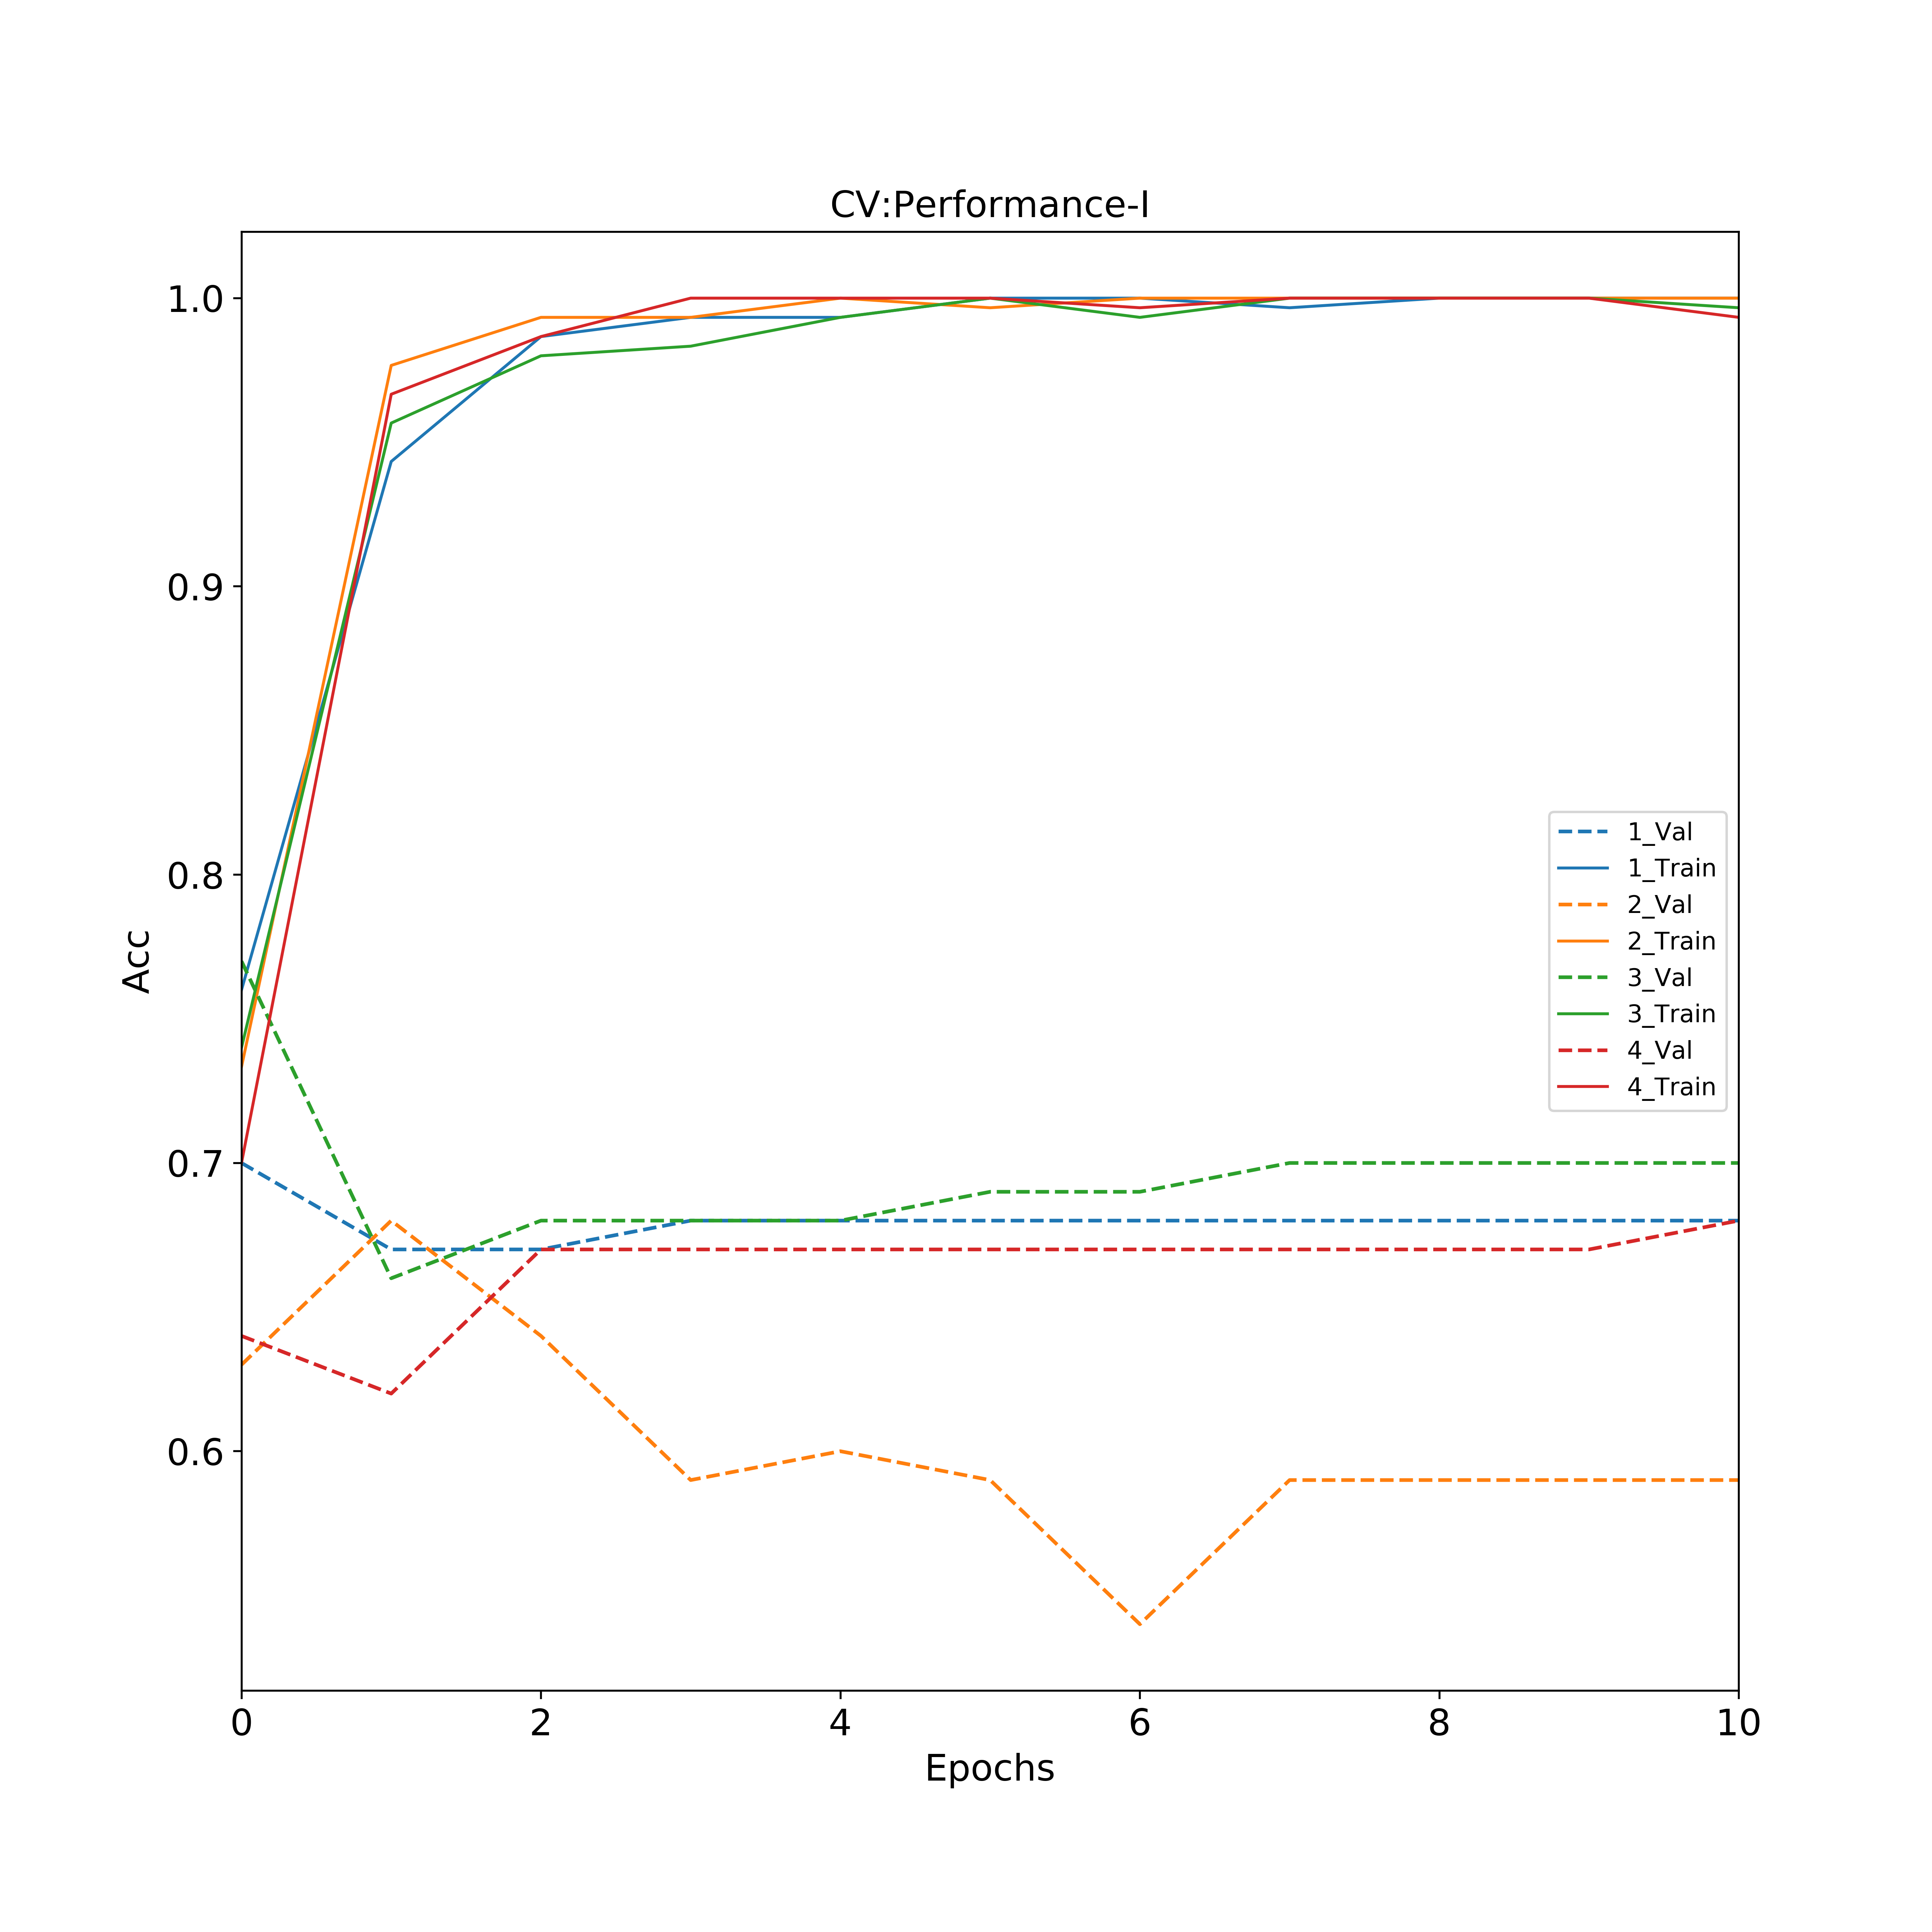 CV:Performance-I
1.0
0.9
0.8
0.7
0.6
Acc
1_Val
1_Train
2_Val
2_Train
3_Val
3_Train
4_Val
4_Train
0 2 4 6 8 10
Epochs